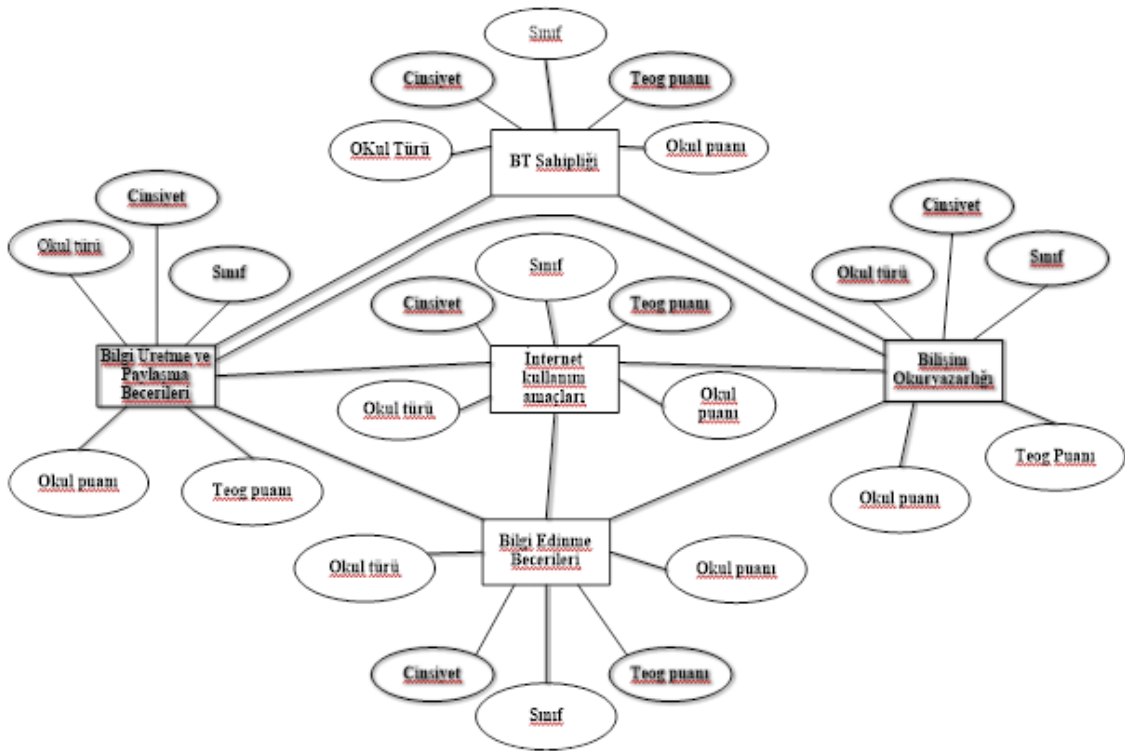 Sınıf
Cinsiyet
Teog puanı
OKul Türü
BT Sahipliği
Okul puanı
Cinsiyet
Okul türü
Sınıf
Bilgi Üretme ve
Paylaşma
Becerileri
Okul puanı
Teog puanı
Sınıf
Cinsiyet
Teog puanı
Internet
kullanım
amaçları
Okul türü
Okul
puanı
Cinsiyet
Okul türü
Sınıf
Bilişim
Okuryazarlığı
Okul puanı
Teog Puanı
Bilgi Edinme
Becerileri
Okul türü
Okul puanı
Cinsiyet
Teog puanı
Sınıf